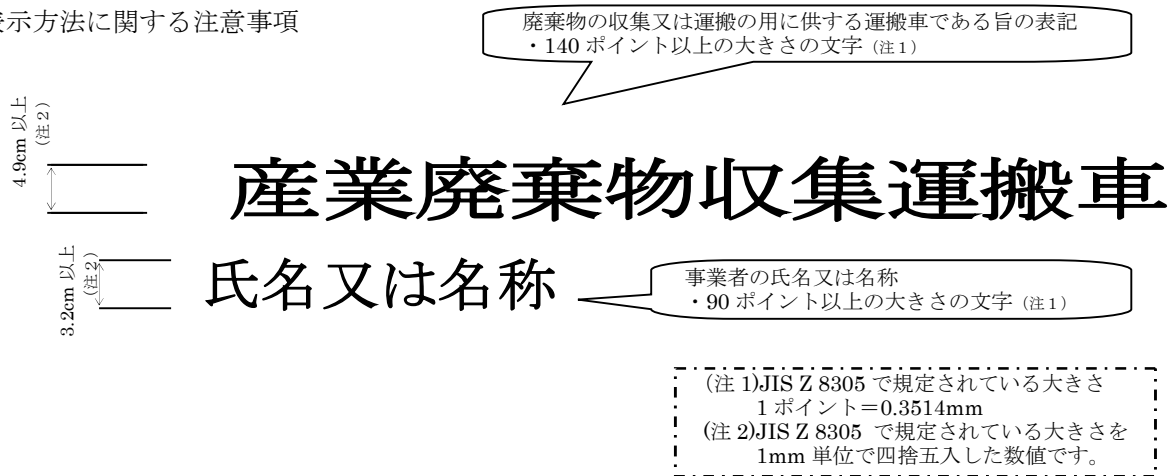 示方法に関する注意事項
廃棄物の収集又は運搬の用に供する運搬車である旨の表記
・140 ポイント以上の大きさの文字（注１）
4.9cm 以上
（注２）
産業廃棄物収集運搬車
3.2cm 以上
（注２）
氏名又は名称
事業者の氏名又は名称
・90 ポイント以上の大きさの文字（注１）
(注 1)JIS Z 8305 で規定されている大きさ
1 ポイント＝0.3514mm
(注 2)JIS Z 8305 で規定されている大きさを
1mm 単位で四捨五入した数値です。